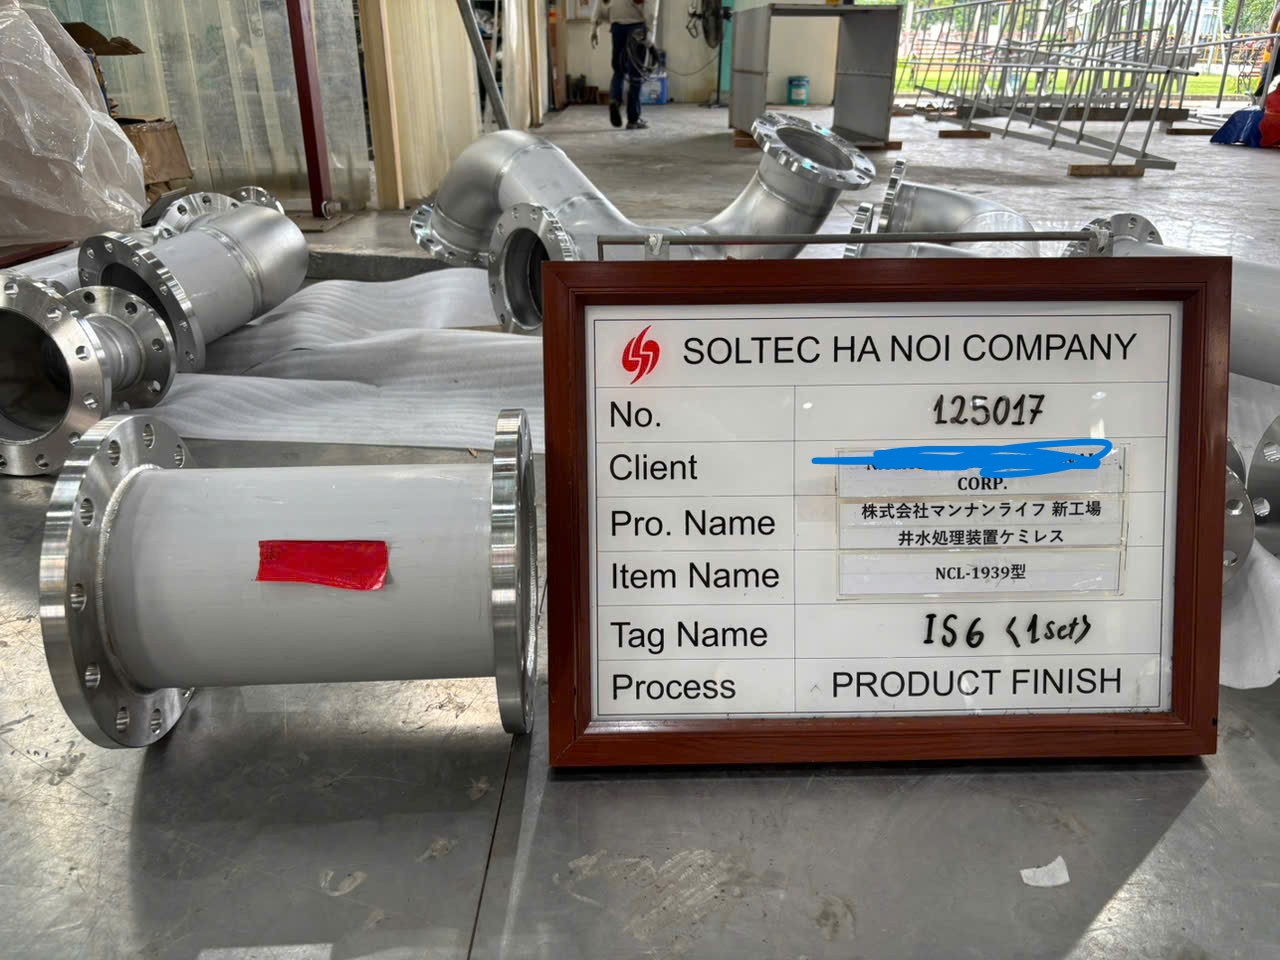 SOLTEC HA NOI COMPANY
No. 125017
Client
CORP.
Pro. Name 株式会社マンナンライフ 新工場
井水処理装置ケミレス
Item Name NCL-1939型
Tag Name IS6 <1set>
Process PRODUCT FINISH